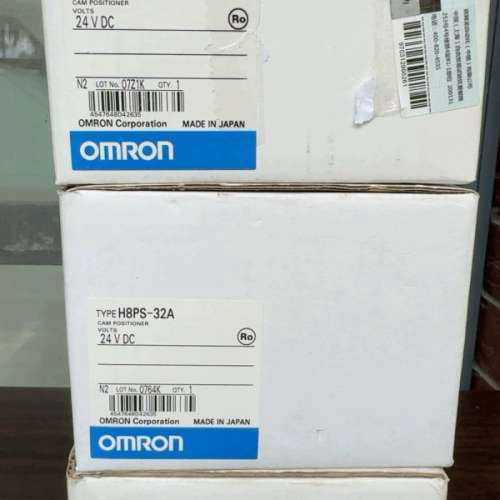 CAM POSITIONER
VOLTS
24 V DC
Ro
N2 LOT No. 07Z1K QTY. 1
4547648042635
OMRON Corporation MADE IN JAPAN
OMRON
TYPE H8PS-32A
CAM POSITIONER
VOLTS
24 V DC
Ro
N2 LOT No. 0764K QTY. 1
4547648042635
OMRON Corporation MADE IN JAPAN
OMRON